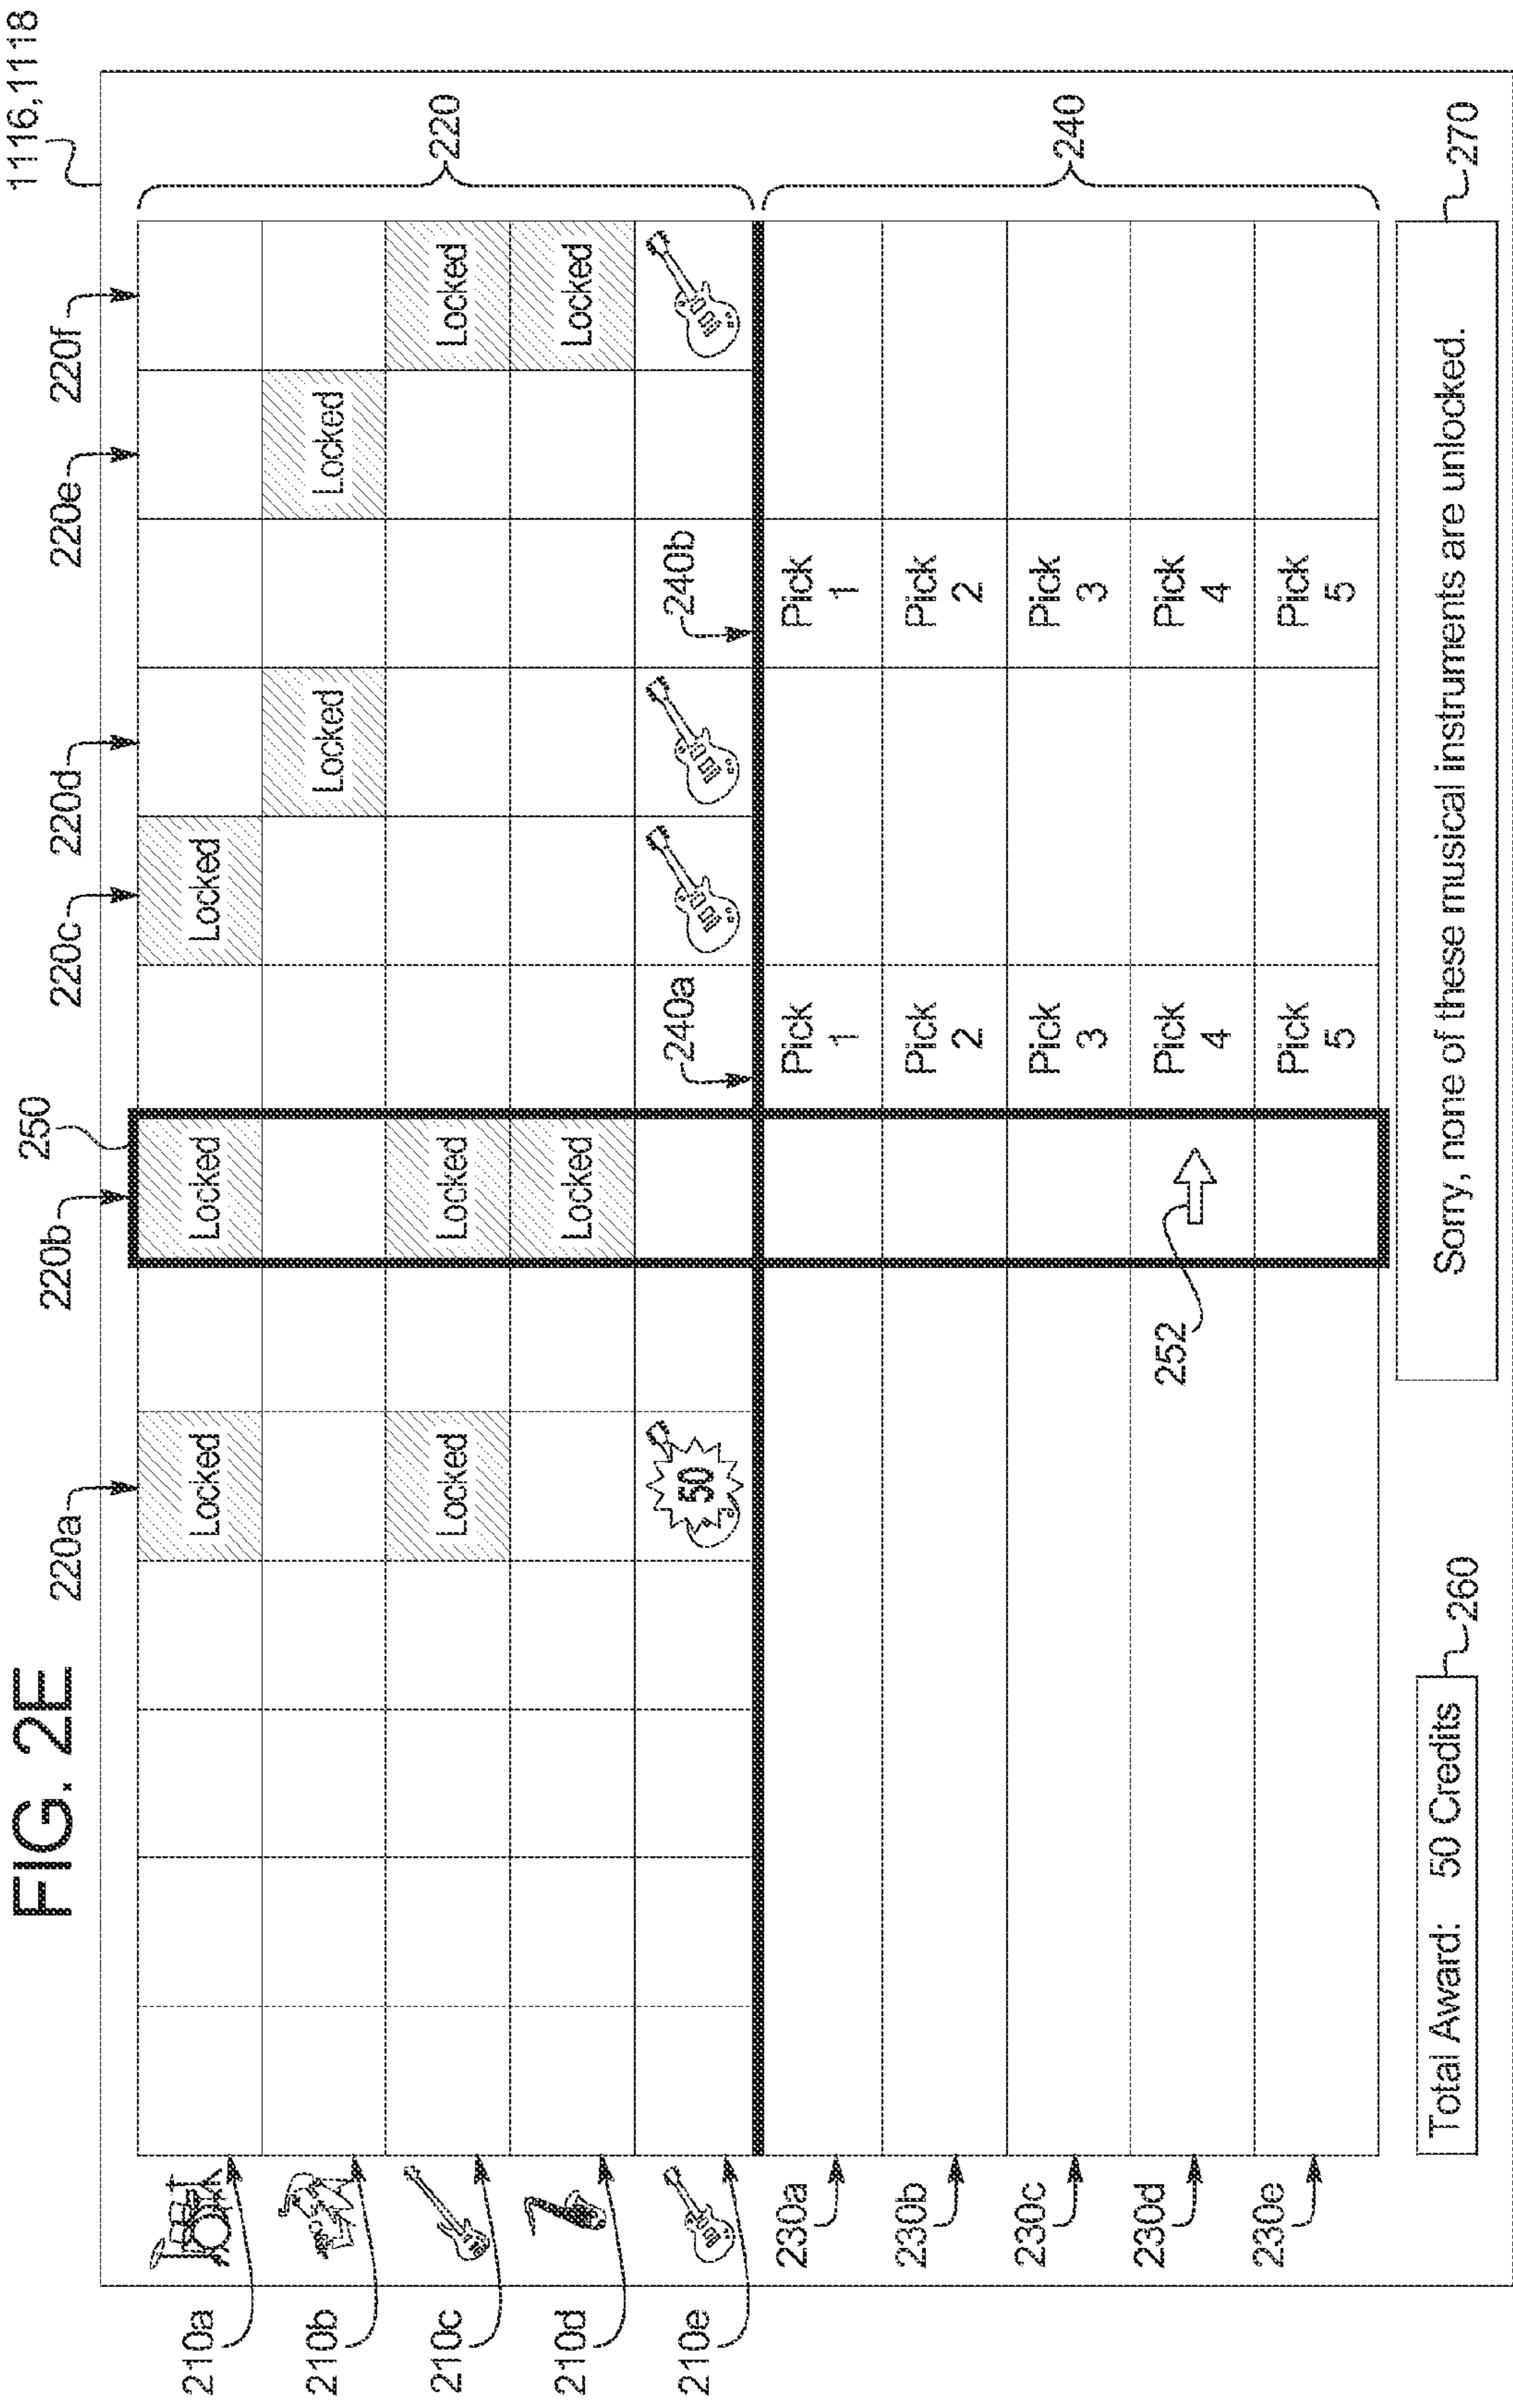 FIG. 2E
1116,1118
220a
220b
250
220c
220d
220e
220f
210a
Locked
Locked
Locked
210b
Locked
Locked
210c
Locked
Locked
Locked
210d
Locked
Locked
210e
50
240a
240b
220
230a
Pick
1
Pick
1
230b
Pick
2
Pick
2
230c
Pick
3
Pick
3
230d
252
Pick
4
Pick
4
230e
Pick
5
Pick
5
240
Total Award: 50 Credits
260
Sorry, none of these musical instruments are unlocked.
270